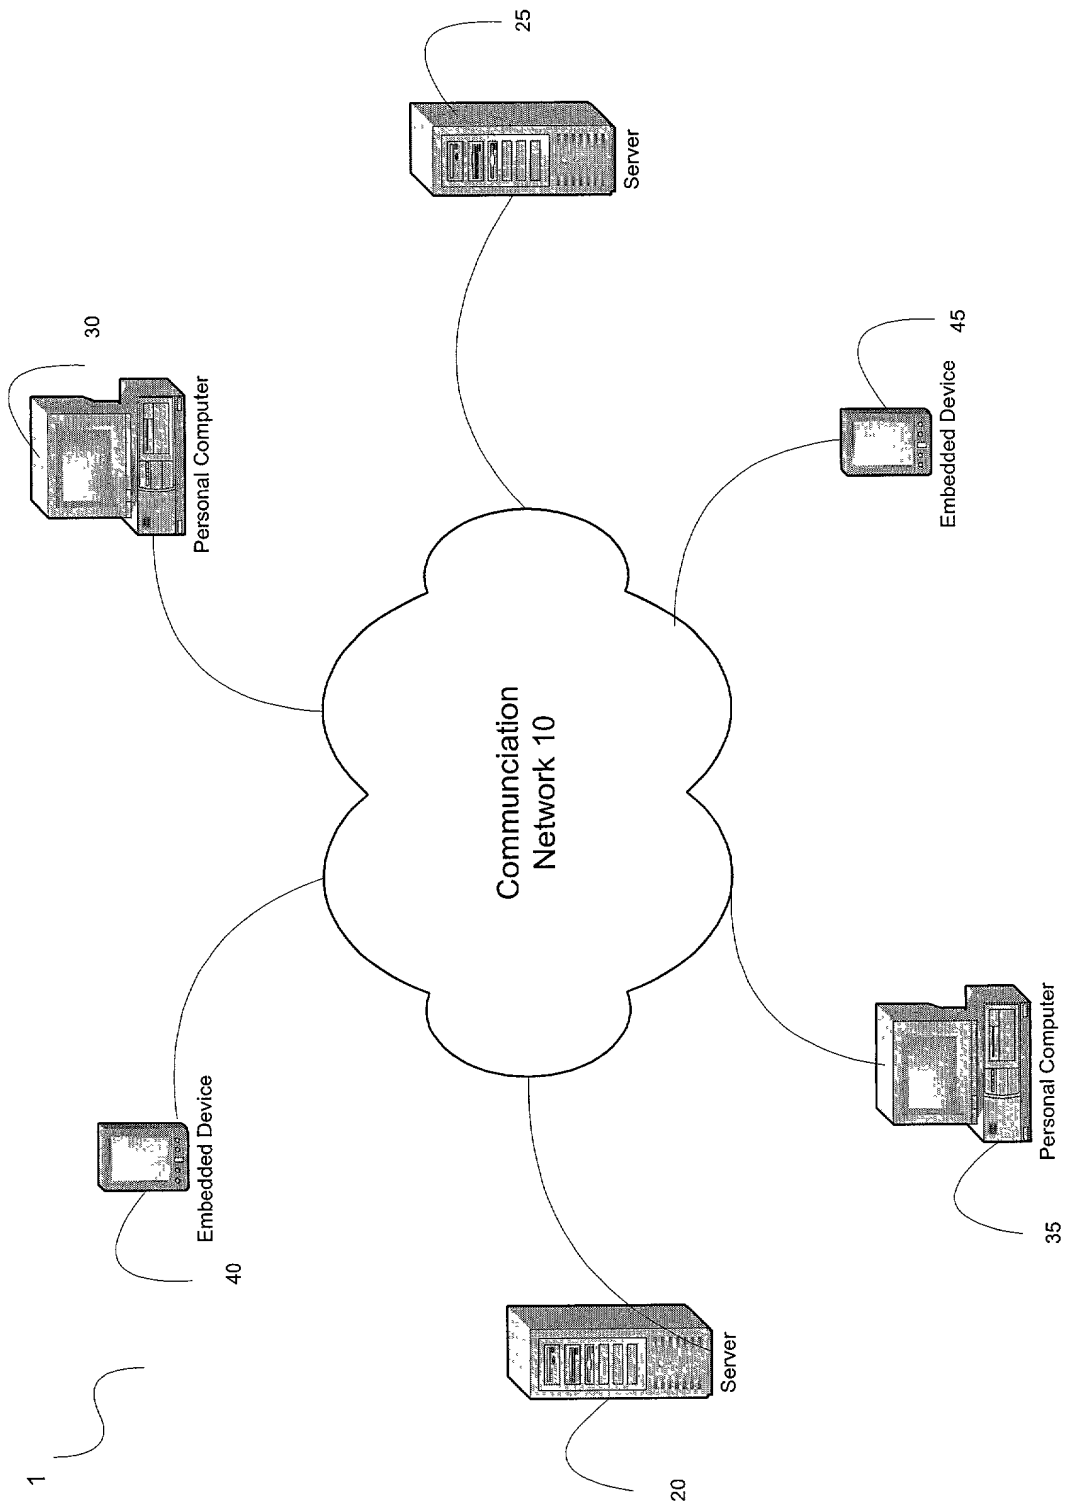 1
40
Embedded Device
30
Personal Computer
20
Server
Communciation
Network 10
25
Server
35
Personal Computer
45
Embedded Device